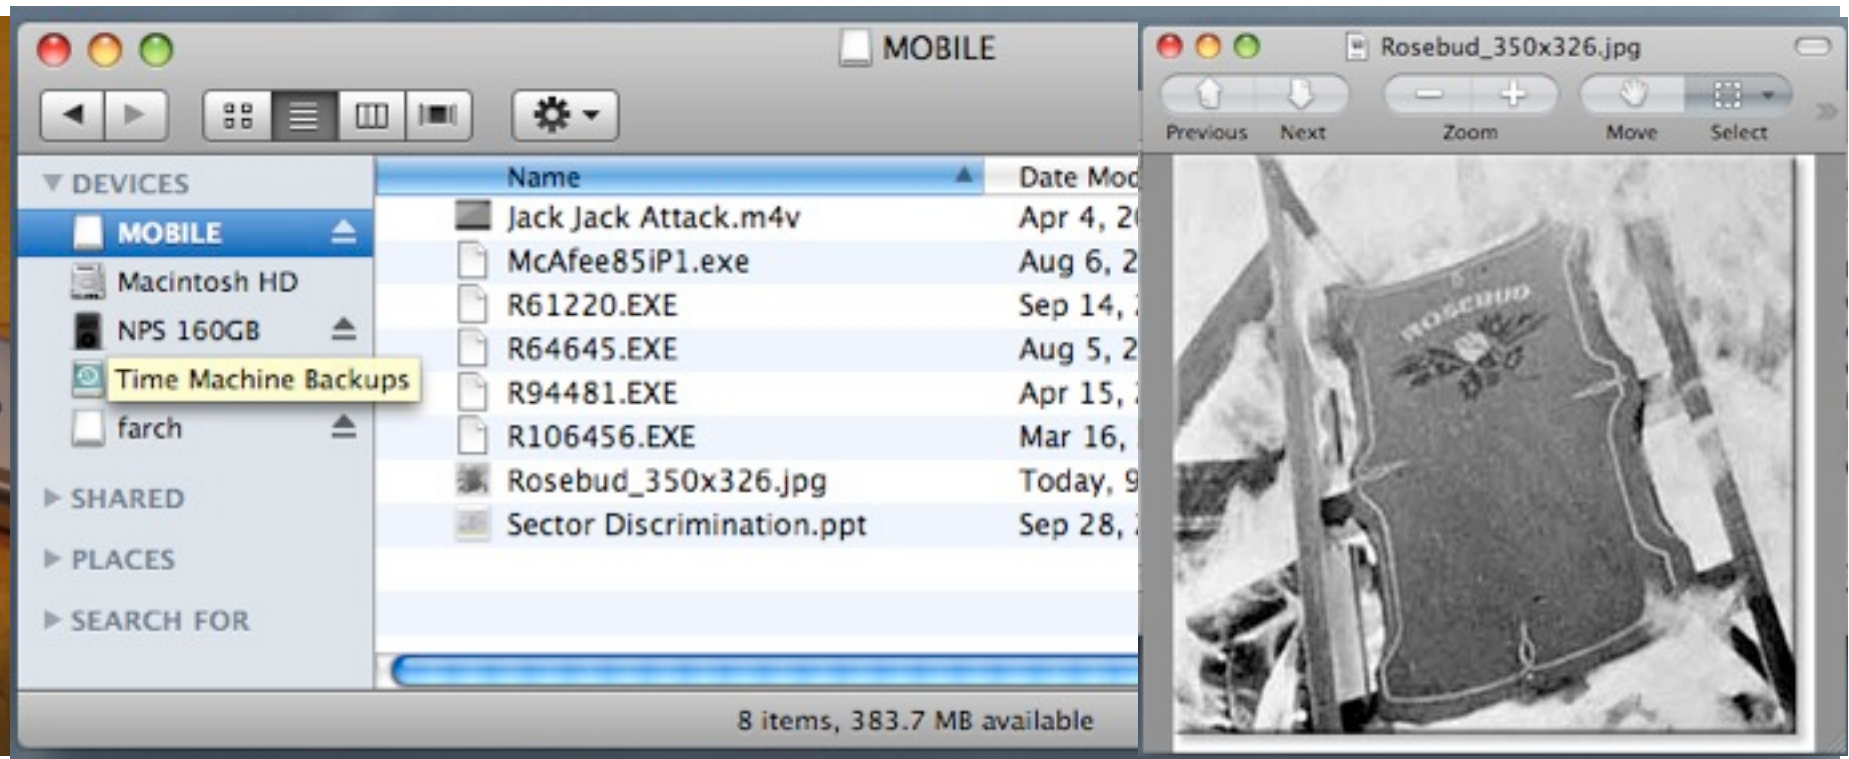 MOBILE
DEVICES
MOBILE
Macintosh HD
NPS 160GB
Time Machine Backups
farch
SHARED
PLACES
SEARCH FOR
Name
Date Mod
Jack Jack Attack.m4v
Apr 4, 20
McAfee85iP1.exe
Aug 6, 2
R61220.EXE
Sep 14,
R64645.EXE
Aug 5, 2
R94481.EXE
Apr 15,
R106456.EXE
Mar 16,
Rosebud_350x326.jpg
Today, 9
Sector Discrimination.ppt
Sep 28,
8 items, 383.7 MB available
Rosebud_350x326.jpg
Previous Next Zoom Move Select
ROSEBUD